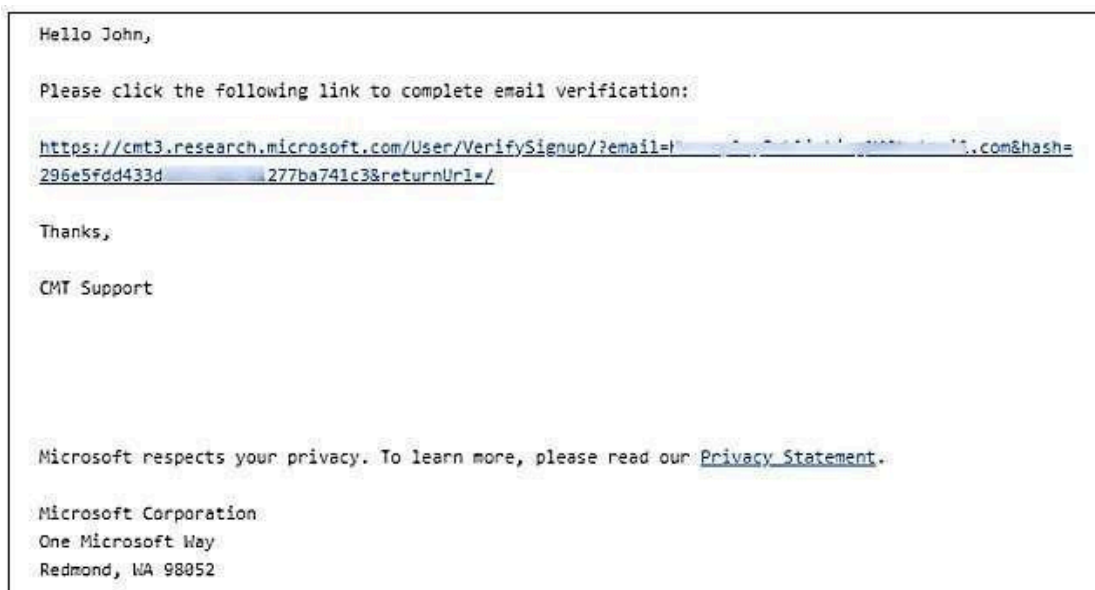 Hello John,
Please click the following link to complete email verification:
https://cmt3.research.microsoft.com/User/VerifySignup/?email= .com&hash=
296e5fdd433d 277ba741c3&returnUrl=/
Thanks,
CMT Support
Microsoft respects your privacy. To learn more, please read our Privacy Statement.
Microsoft Corporation
One Microsoft Way
Redmond, WA 98052